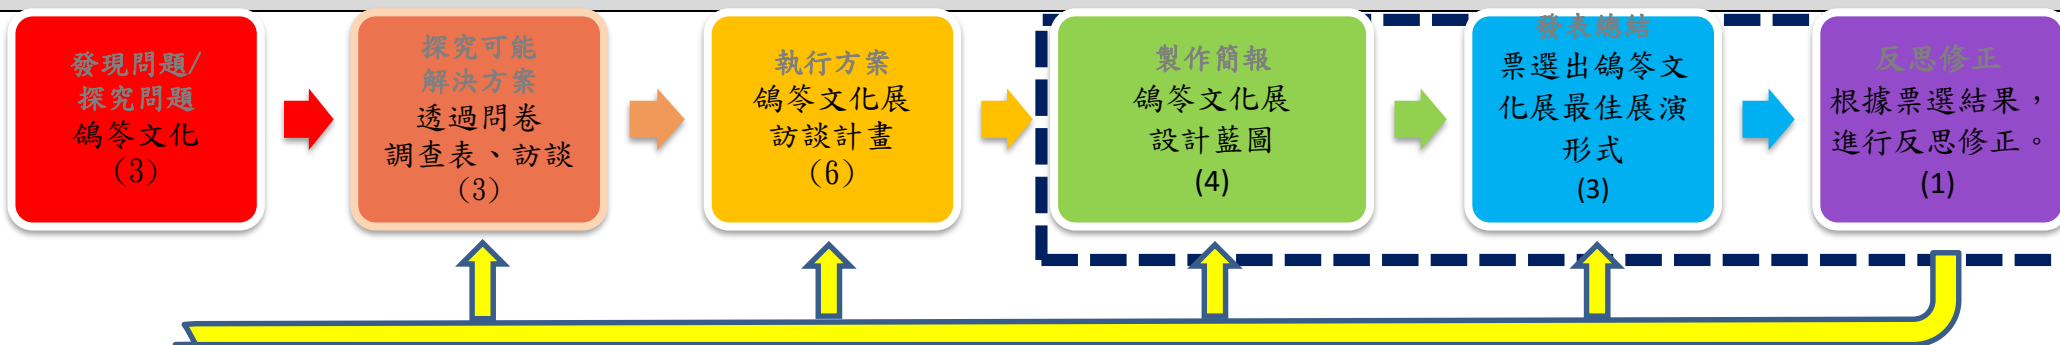 發現問題/
探究問題
鴿笭文化
(3)
探究可能
解決方案
透過問卷
調查表、訪談
(3)
執行方案
鴿笭文化展
訪談計畫
(6)
製作簡報
鴿笭文化展
設計藍圖
(4)
發表總結
票選出鴿笭文
化展最佳展演
形式
(3)
反思修正
根據票選結果，
進行反思修正。
(1)